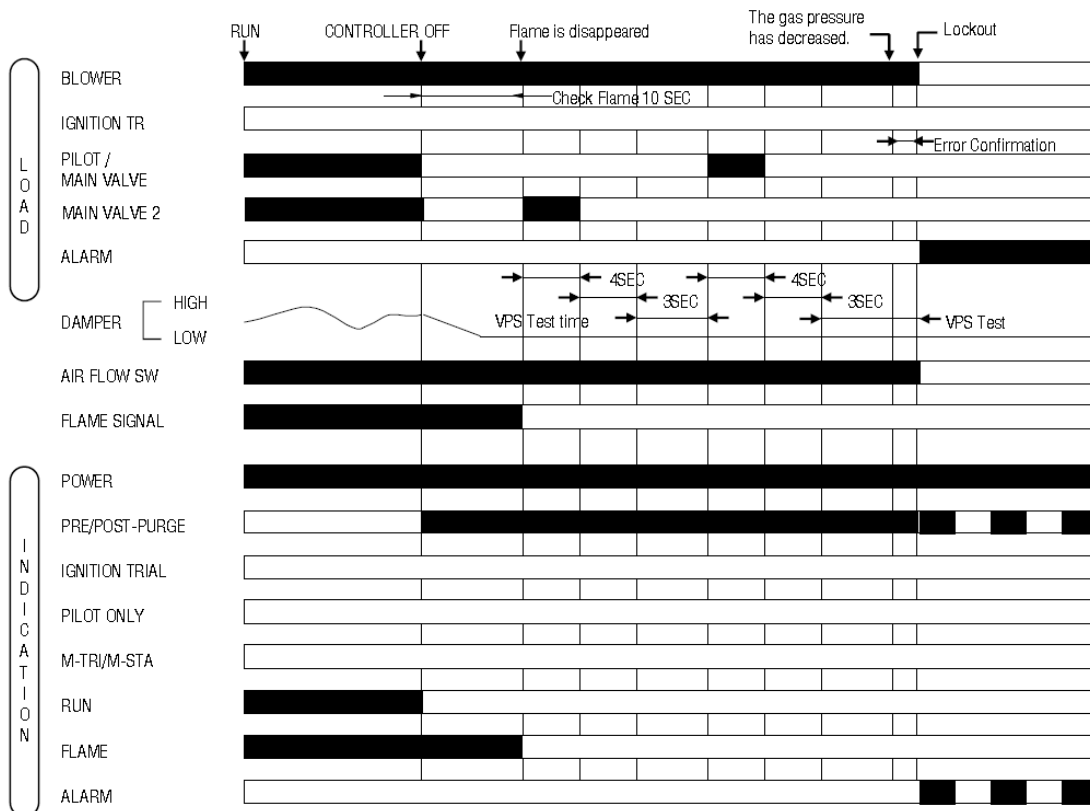 RUN
CONTROLLER OFF
Flame is disappeared
The gas pressure
has decreased.
Lockout
LOAD
BLOWER
Check Flame 10 SEC
IGNITION TR
Error Confirmation
PILOT /
MAIN VALVE
MAIN VALVE 2
ALARM
4SEC
4SEC
3SEC
3SEC
HIGH
DAMPER
LOW
VPS Test time
VPS Test
AIR FLOW SW
FLAME SIGNAL
INDICATION
POWER
PRE/POST-PURGE
IGNITION TRIAL
PILOT ONLY
M-TRI/M-STA
RUN
FLAME
ALARM